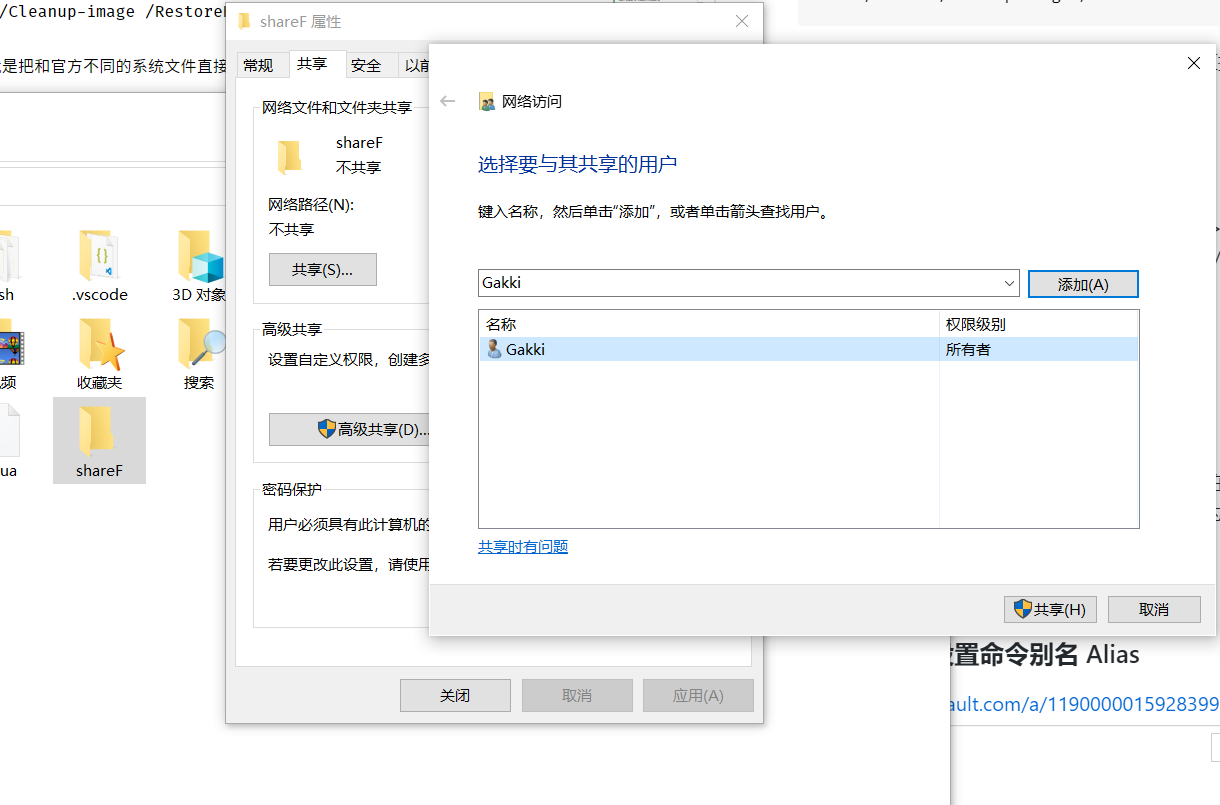 /Cleanup-image /Restore
是把和官方不同的系统文件直接
shareF 属性
常规
共享
安全
以前
网络文件和文件夹共享
shareF
不共享
网络路径(N):
不共享
共享(S)...
高级共享
设置自定义权限，创建多
高级共享(D)...
密码保护
用户必须具有此计算机的
若要更改此设置，请使用
关闭
取消
应用(A)
网络访问
选择要与其共享的用户
键入名称，然后单击"添加"，或者单击箭头查找用户。
Gakki
添加(A)
名称
权限级别
Gakki
所有者
共享时有问题
共享(H)
取消
sh
.vscode
3D 对象
频
收藏夹
搜索
ua
shareF
置命令别名 Alias
ault.com/a/1190000015928399